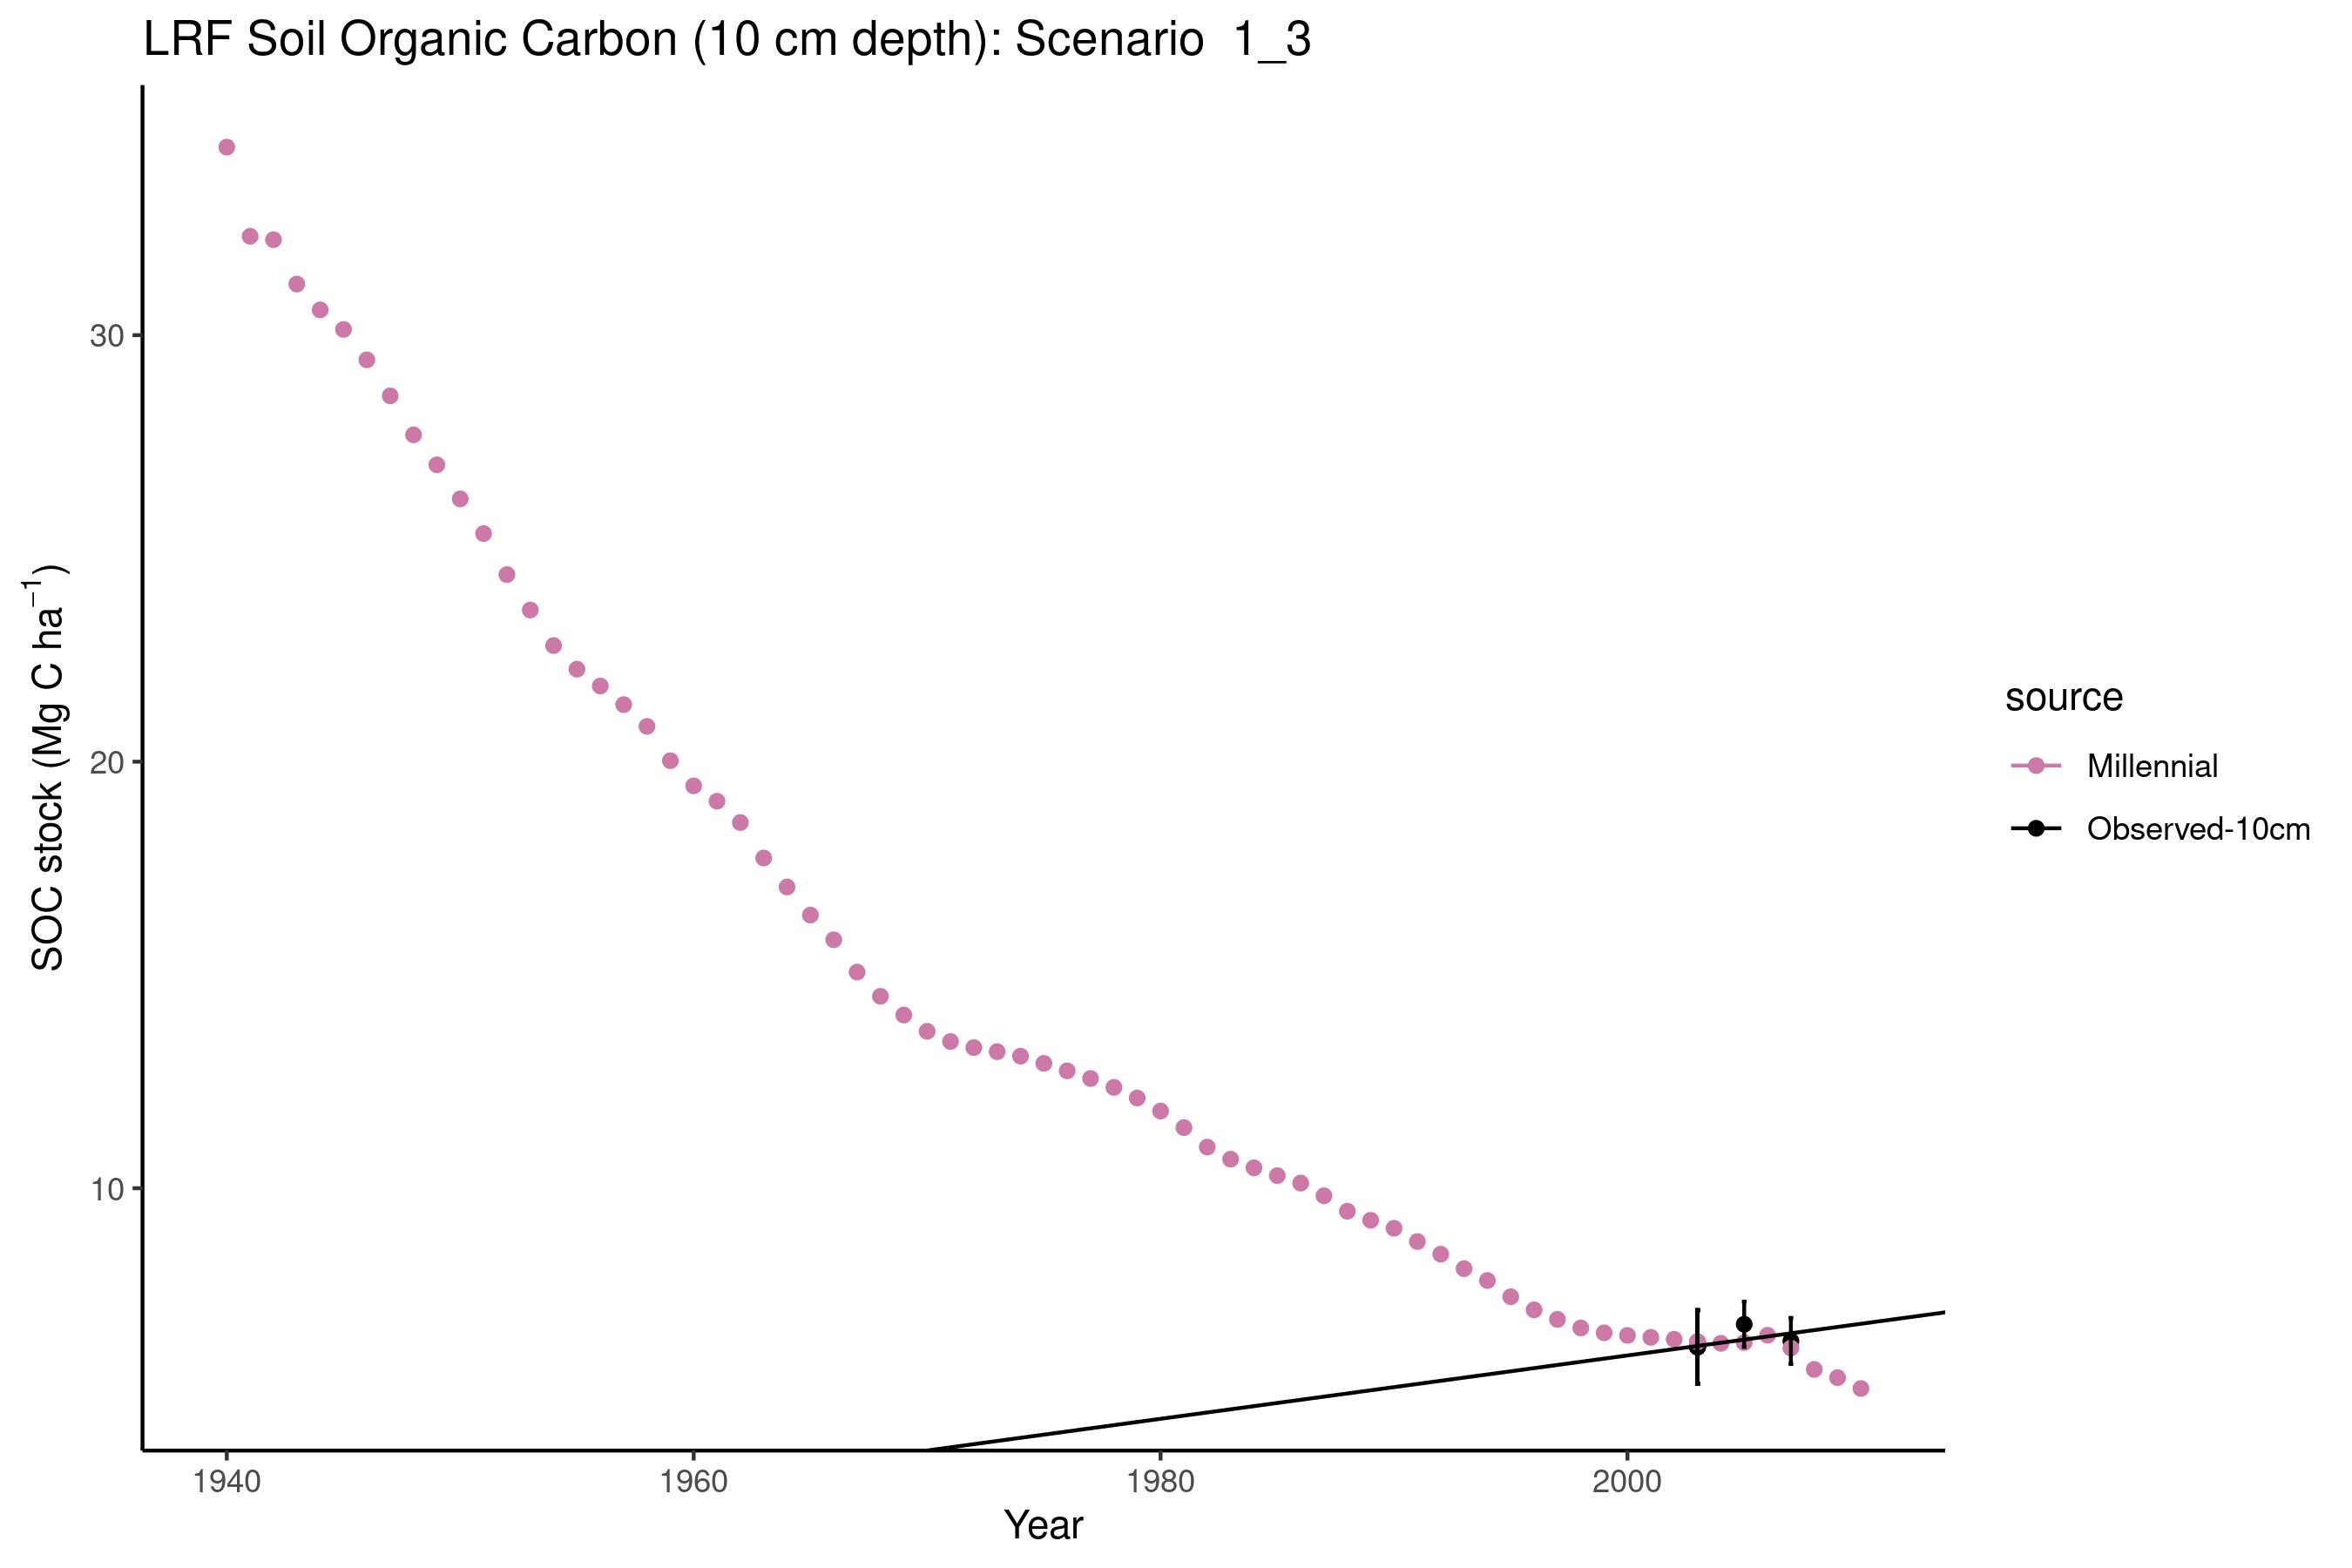 LRF Soil Organic Carbon (10 cm depth): Scenario  1_3
SOC stock (Mg C ha⁻¹)
30
20
10
1940
1960
1980
2000
Year
source
Millennial
Observed-10cm